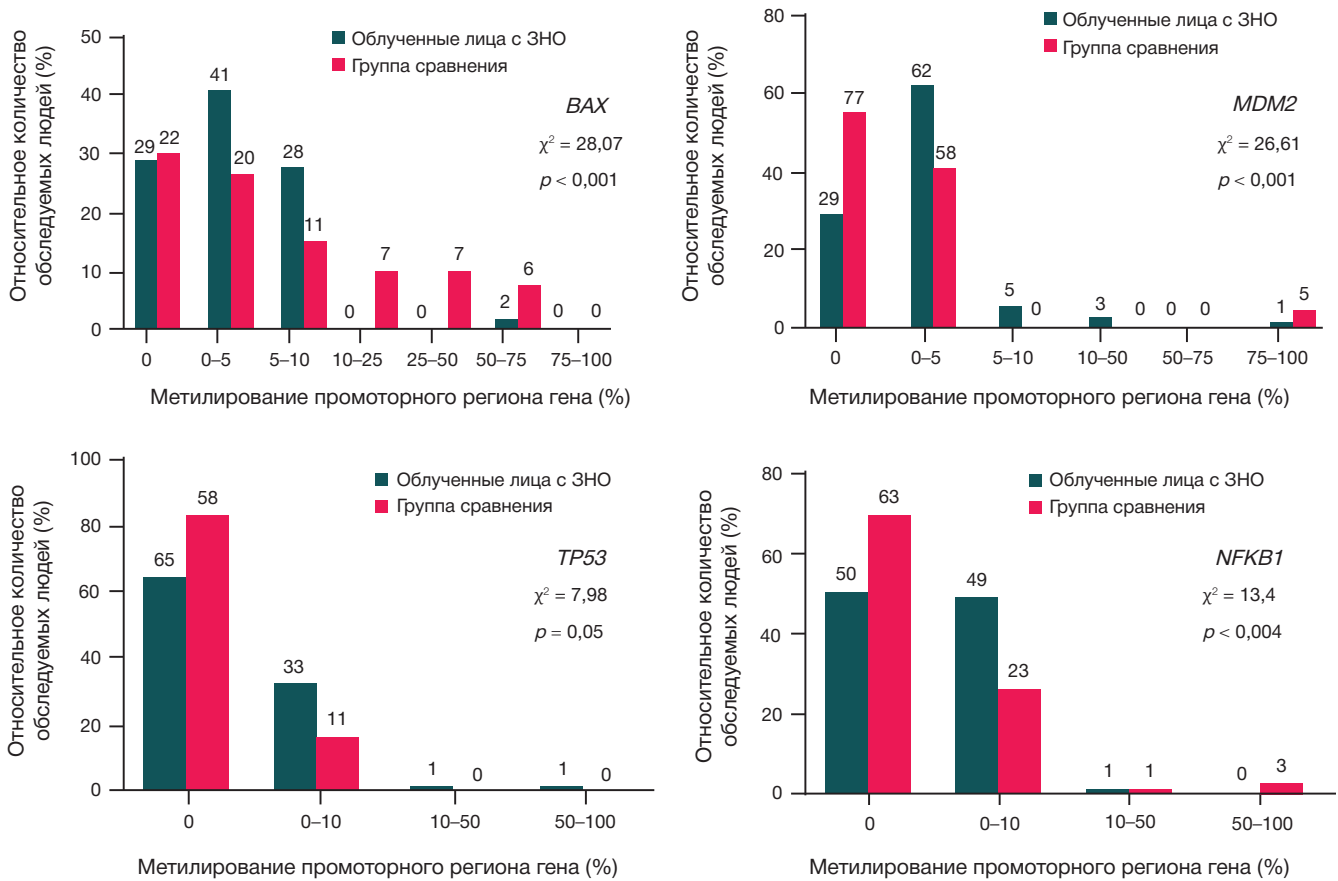 Относительное количество
обследуемых людей (%)
50
40
30
20
10
0
Облученные лица с ЗНО
Группа сравнения
BAX
χ² = 28,07
p < 0,001
29 22
41
20
28
11
0
7
0
7
2
6
0 0
0
0–5
5–10
10–25
25–50
50–75
75–100
Метилирование промоторного региона гена (%)
Относительное количество
обследуемых людей (%)
80
60
40
20
0
Облученные лица с ЗНО
Группа сравнения
MDM2
χ² = 26,61
p < 0,001
29
77
62
58
5
0
3
0
0 0
1
5
0
0–5
5–10
10–50
50–75
75–100
Метилирование промоторного региона гена (%)
Относительное количество
обследуемых людей (%)
100
80
60
40
20
0
Облученные лица с ЗНО
Группа сравнения
TP53
χ² = 7,98
p = 0,05
65
58
33
11
1
0
1
0
0
0–10
10–50
50–100
Метилирование промоторного региона гена (%)
Относительное количество
обследуемых людей (%)
80
60
40
20
0
Облученные лица с ЗНО
Группа сравнения
NFKB1
χ² = 13,4
p < 0,004
50
63
49
23
1
1
0
3
0
0–10
10–50
50–100
Метилирование промоторного региона гена (%)